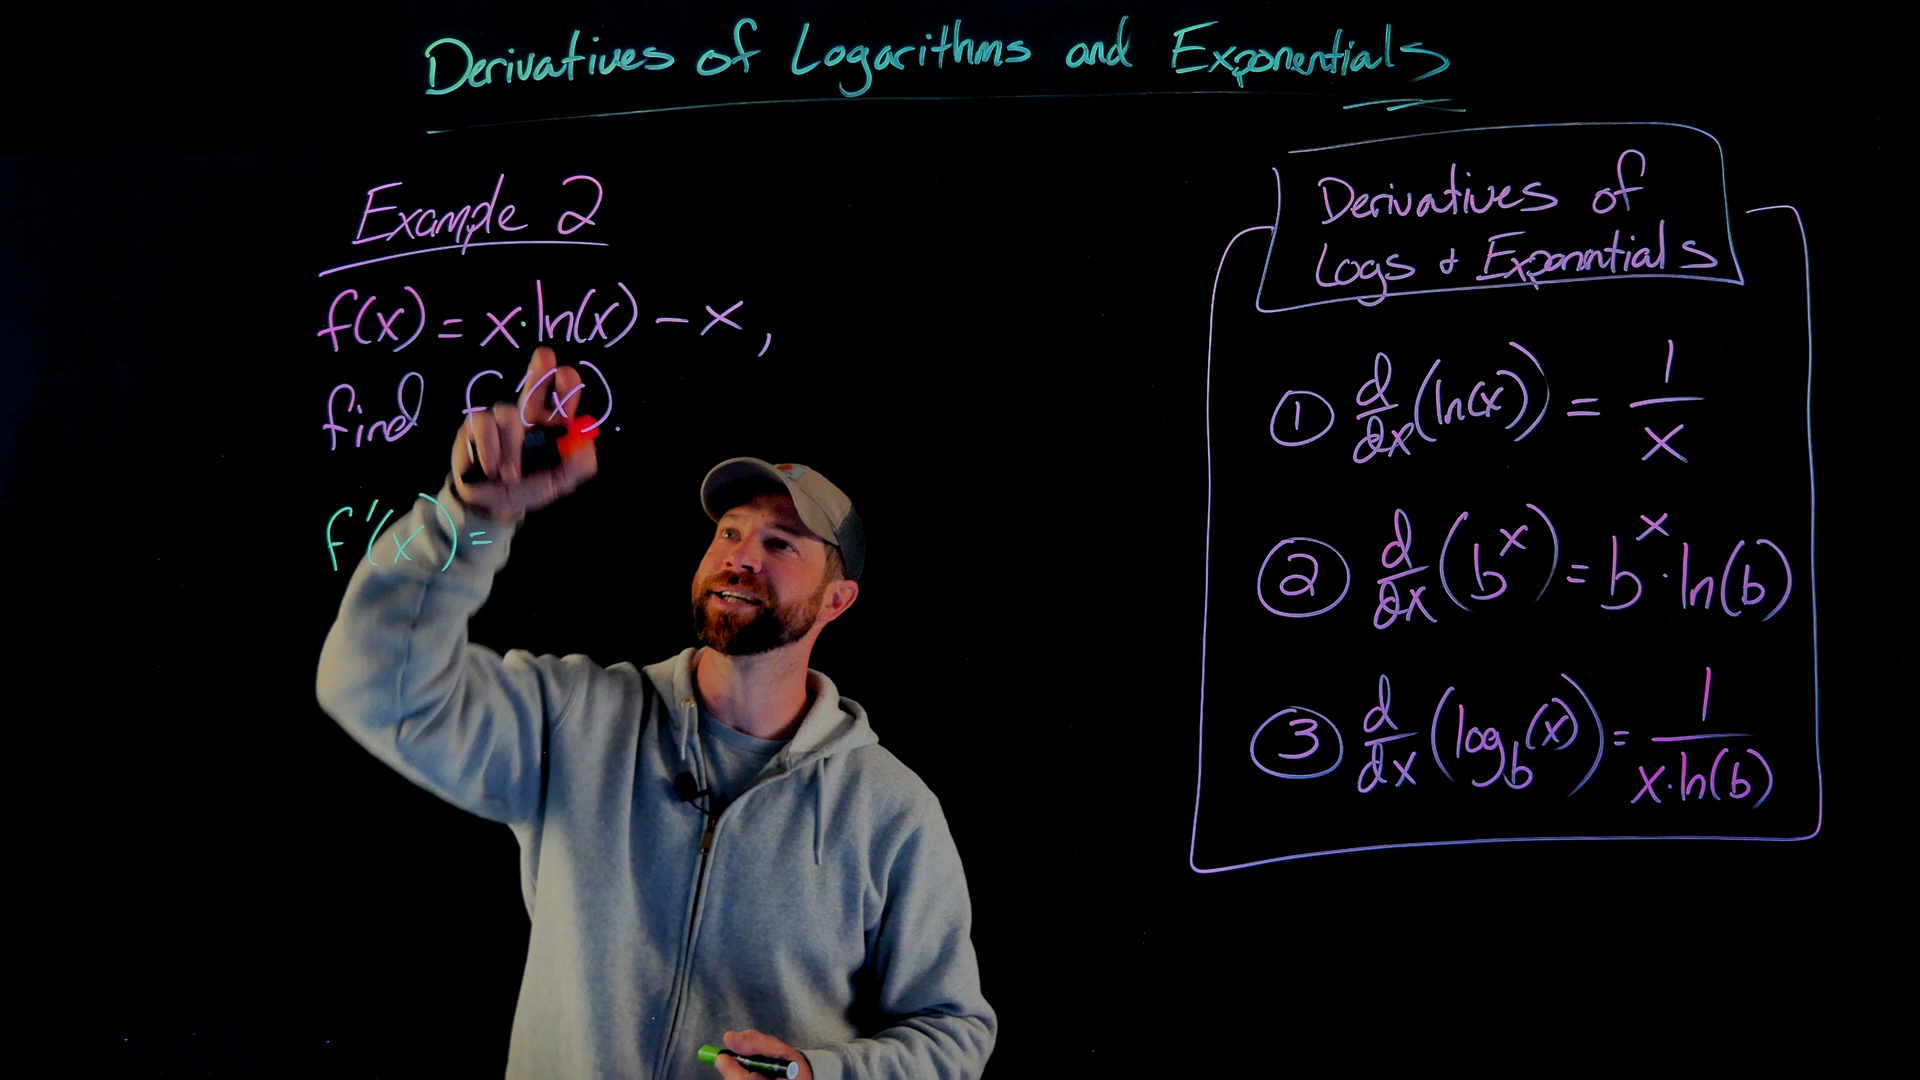 Derivatives of Logarithms and Exponentials
Example 2
f(x) = x·ln(x) − x,
find f'(x).
f'(x) =
Derivatives of
Logs & Exponentials
① d/dx (ln(x)) = 1/x
② d/dx (b^x) = b^x · ln(b)
③ d/dx (log_b(x)) = 1/(x·ln(b))